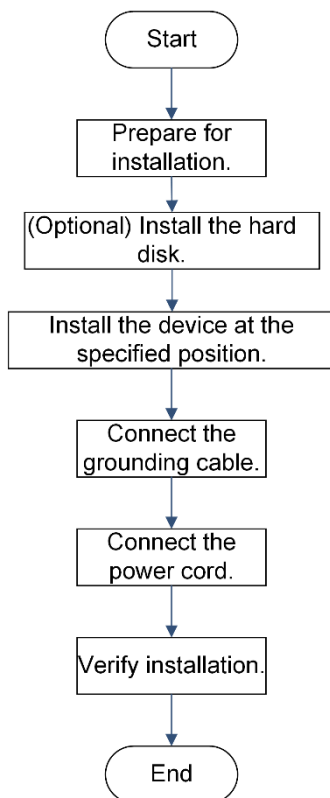 Start
Prepare for
installation.
(Optional) Install the hard
disk.
Install the device at the
specified position.
Connect the
grounding cable.
Connect the
power cord.
Verify installation.
End